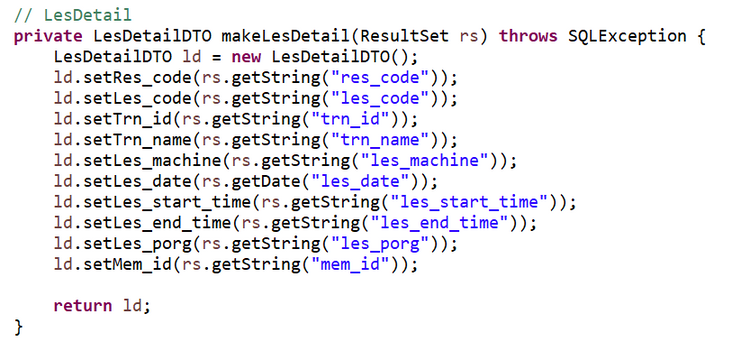 // LesDetail
private LesDetailDTO makeLesDetail(ResultSet rs) throws SQLException {
    LesDetailDTO ld = new LesDetailDTO();
    ld.setRes_code(rs.getString("res_code"));
    ld.setLes_code(rs.getString("les_code"));
    ld.setTrn_id(rs.getString("trn_id"));
    ld.setTrn_name(rs.getString("trn_name"));
    ld.setLes_machine(rs.getString("les_machine"));
    ld.setLes_date(rs.getDate("les_date"));
    ld.setLes_start_time(rs.getString("les_start_time"));
    ld.setLes_end_time(rs.getString("les_end_time"));
    ld.setLes_porg(rs.getString("les_porg"));
    ld.setMem_id(rs.getString("mem_id"));

    return ld;
}